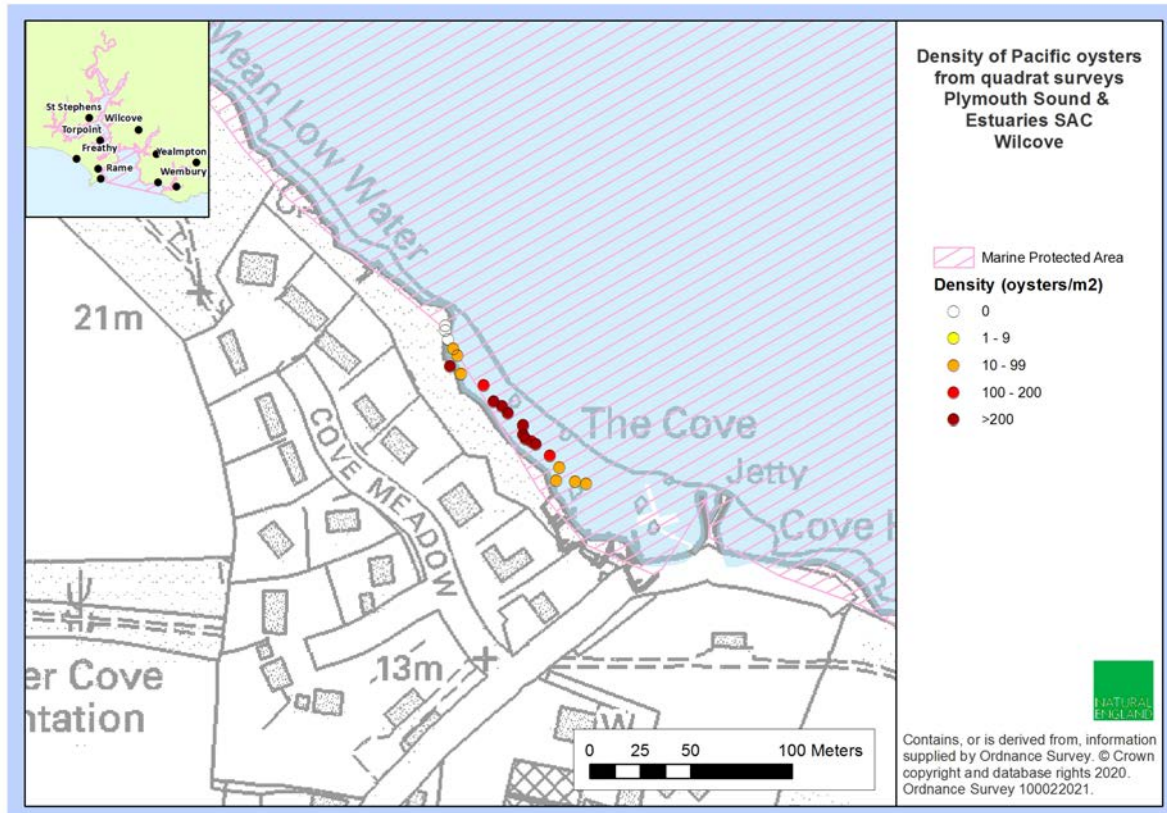 Density of Pacific oysters
from quadrat surveys
Plymouth Sound &
Estuaries SAC
Wilcove
Marine Protected Area
Density (oysters/m2)
0
1 - 9
10 - 99
100 - 200
>200
NATURAL
ENGLAND
Contains, or is derived from, information
supplied by Ordnance Survey. © Crown
copyright and database rights 2020.
Ordnance Survey 100022021.
St Stephens
Wilcove
Torpoint
Freathy
Yealmpton
Rame
Wembury
Mean Low Water
21m
The Cove
Jetty
Cove H
COVE MEADOW
13m
er Cove
ntation
W
0 25 50 100 Meters